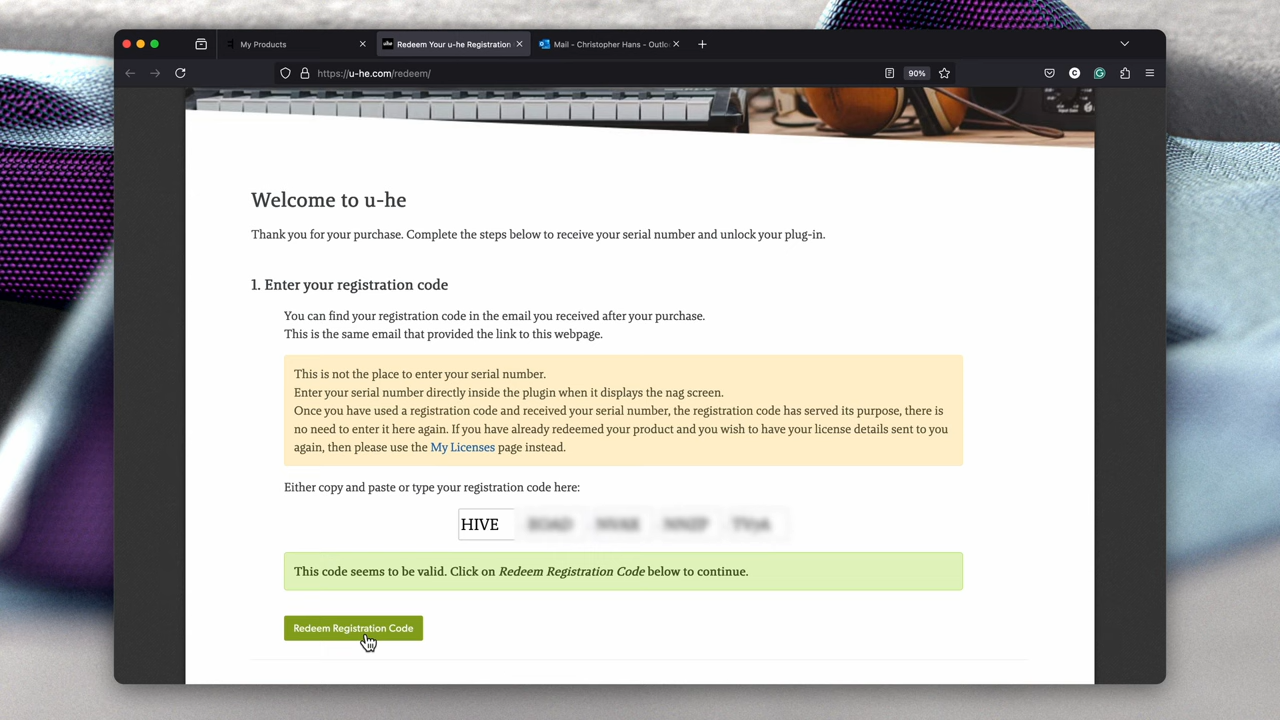 My Products
Redeem Your u-he Registration
Mail – Christopher Hans – Outlo
https://u-he.com/redeem/
90%
Welcome to u-he
Thank you for your purchase. Complete the steps below to receive your serial number and unlock your plug-in.
1. Enter your registration code
You can find your registration code in the email you received after your purchase.
This is the same email that provided the link to this webpage.
This is not the place to enter your serial number.
Enter your serial number directly inside the plugin when it displays the nag screen.
Once you have used a registration code and received your serial number, the registration code has served its purpose, there is
no need to enter it here again. If you have already redeemed your product and you wish to have your license details sent to you
again, then please use the My Licenses page instead.
Either copy and paste or type your registration code here:
HIVE
This code seems to be valid. Click on Redeem Registration Code below to continue.
Redeem Registration Code